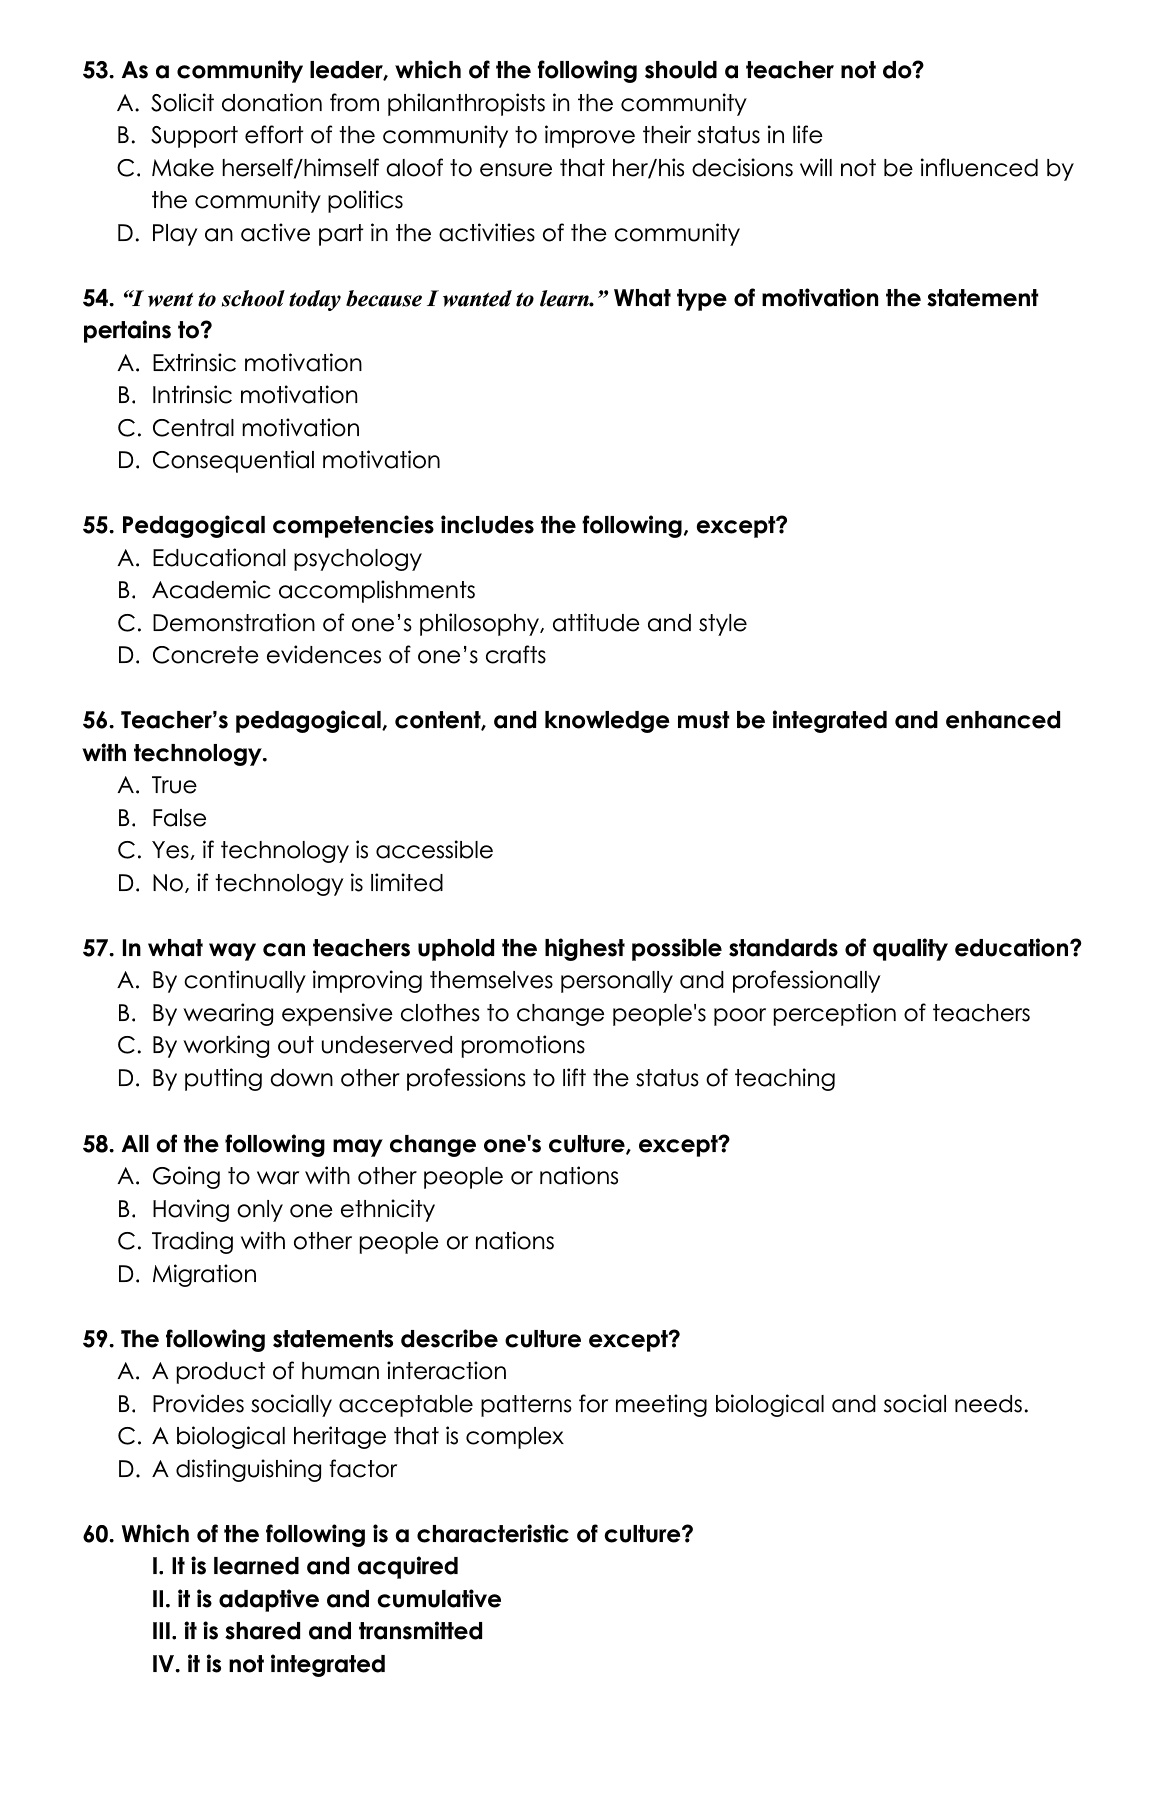 53. As a community leader, which of the following should a teacher not do?
A. Solicit donation from philanthropists in the community
B. Support effort of the community to improve their status in life
C. Make herself/himself aloof to ensure that her/his decisions will not be influenced by
the community politics
D. Play an active part in the activities of the community
54. “I went to school today because I wanted to learn.” What type of motivation the statement
pertains to?
A. Extrinsic motivation
B. Intrinsic motivation
C. Central motivation
D. Consequential motivation
55. Pedagogical competencies includes the following, except?
A. Educational psychology
B. Academic accomplishments
C. Demonstration of one’s philosophy, attitude and style
D. Concrete evidences of one’s crafts
56. Teacher’s pedagogical, content, and knowledge must be integrated and enhanced
with technology.
A. True
B. False
C. Yes, if technology is accessible
D. No, if technology is limited
57. In what way can teachers uphold the highest possible standards of quality education?
A. By continually improving themselves personally and professionally
B. By wearing expensive clothes to change people's poor perception of teachers
C. By working out undeserved promotions
D. By putting down other professions to lift the status of teaching
58. All of the following may change one's culture, except?
A. Going to war with other people or nations
B. Having only one ethnicity
C. Trading with other people or nations
D. Migration
59. The following statements describe culture except?
A. A product of human interaction
B. Provides socially acceptable patterns for meeting biological and social needs.
C. A biological heritage that is complex
D. A distinguishing factor
60. Which of the following is a characteristic of culture?
I. It is learned and acquired
II. it is adaptive and cumulative
III. it is shared and transmitted
IV. it is not integrated